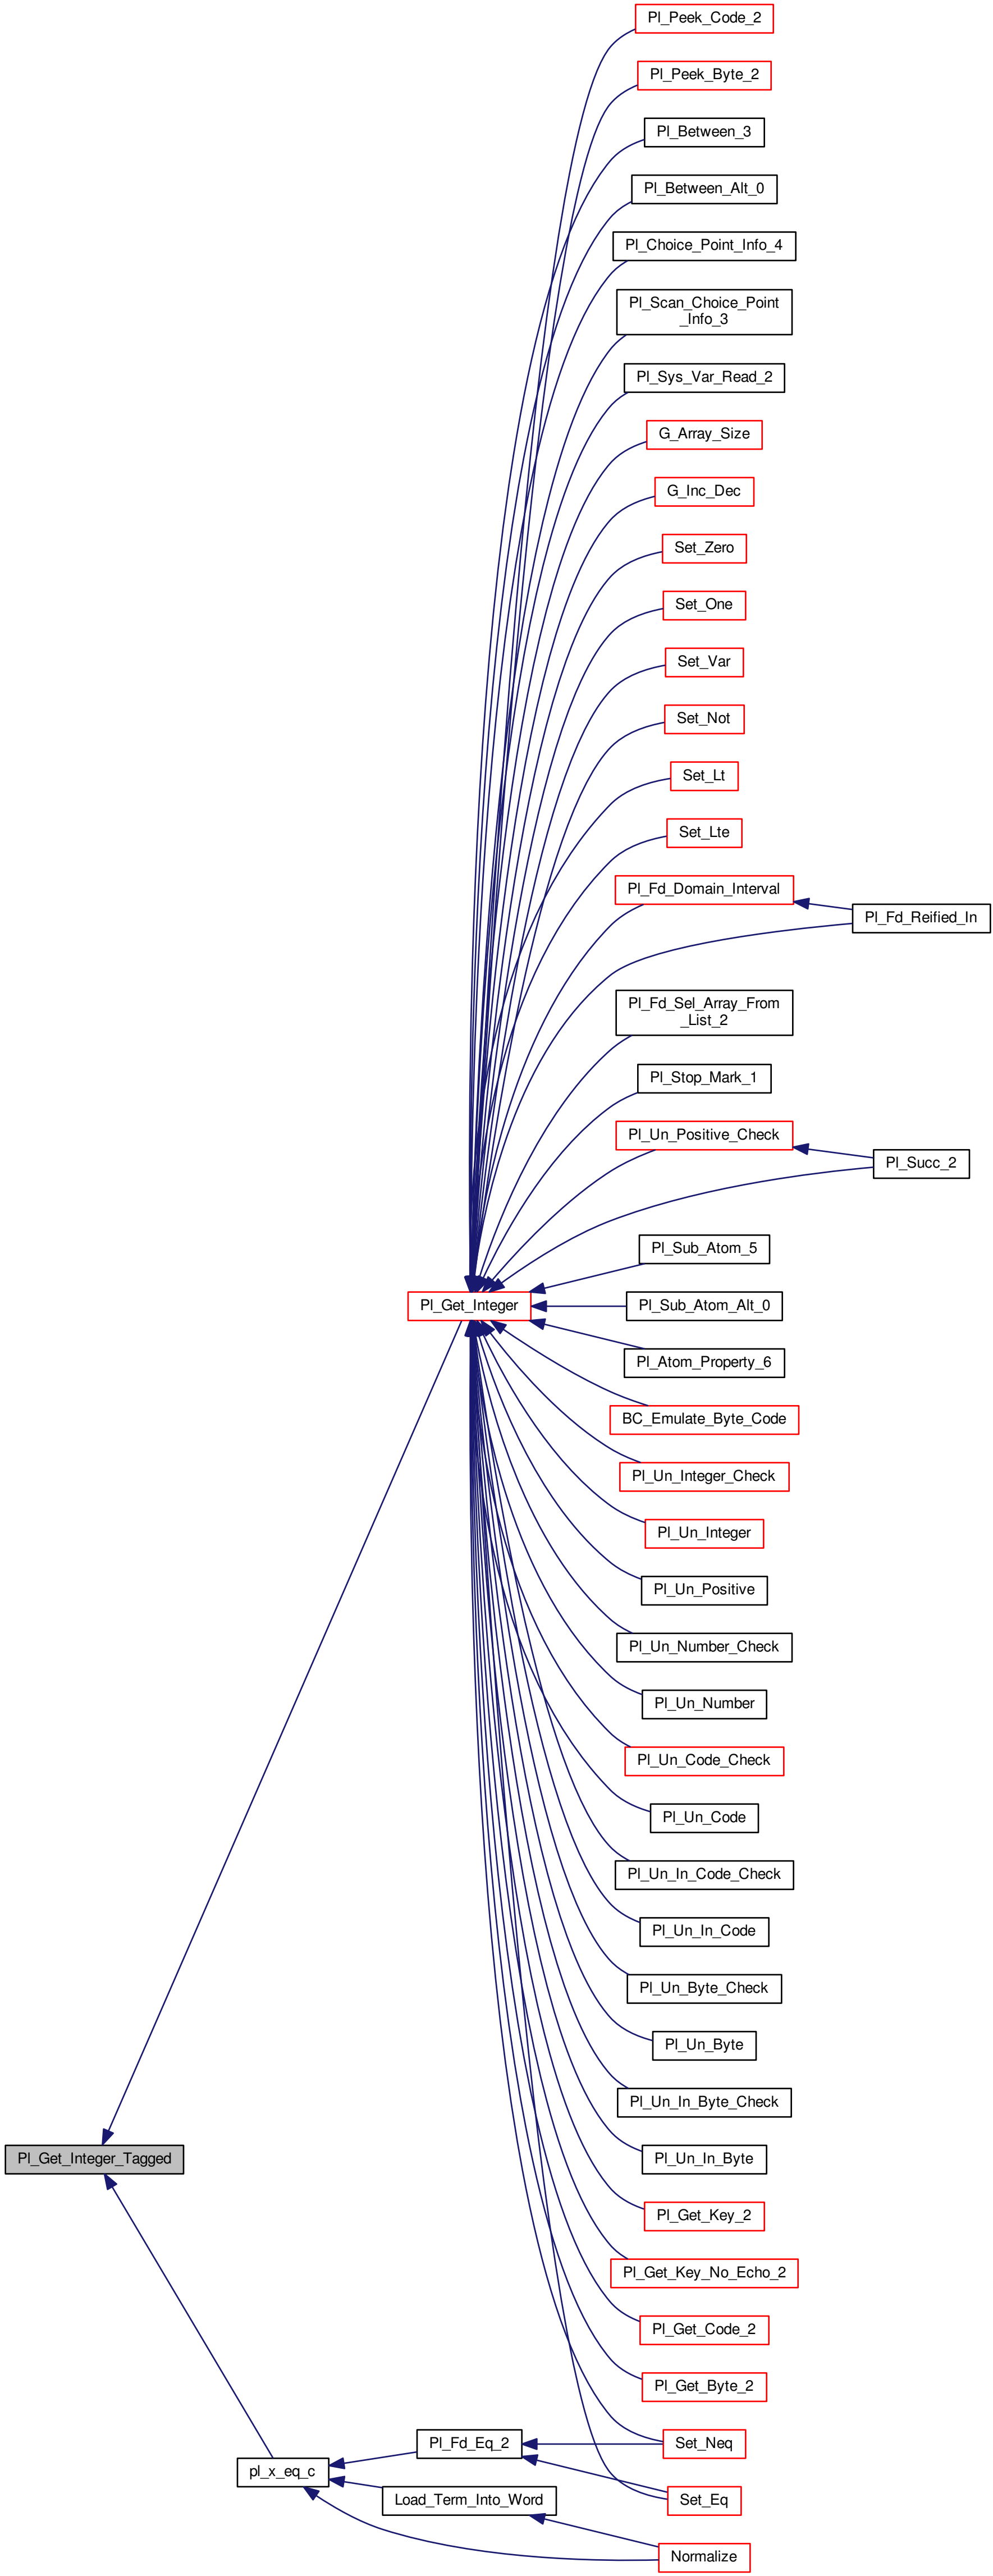 Pl_Peek_Code_2
Pl_Peek_Byte_2
Pl_Between_3
Pl_Between_Alt_0
Pl_Choice_Point_Info_4
Pl_Scan_Choice_Point
_Info_3
Pl_Sys_Var_Read_2
G_Array_Size
G_Inc_Dec
Set_Zero
Set_One
Set_Var
Set_Not
Set_Lt
Set_Lte
Pl_Fd_Domain_Interval
Pl_Fd_Reified_In
Pl_Fd_Sel_Array_From
_List_2
Pl_Stop_Mark_1
Pl_Un_Positive_Check
Pl_Succ_2
Pl_Sub_Atom_5
Pl_Get_Integer
Pl_Sub_Atom_Alt_0
Pl_Atom_Property_6
BC_Emulate_Byte_Code
Pl_Un_Integer_Check
Pl_Un_Integer
Pl_Un_Positive
Pl_Un_Number_Check
Pl_Un_Number
Pl_Un_Code_Check
Pl_Un_Code
Pl_Un_In_Code_Check
Pl_Un_In_Code
Pl_Un_Byte_Check
Pl_Un_Byte
Pl_Un_In_Byte_Check
Pl_Un_In_Byte
Pl_Get_Integer_Tagged
Pl_Get_Key_2
Pl_Get_Key_No_Echo_2
Pl_Get_Code_2
Pl_Get_Byte_2
Pl_Fd_Eq_2
Set_Neq
pl_x_eq_c
Load_Term_Into_Word
Set_Eq
Normalize